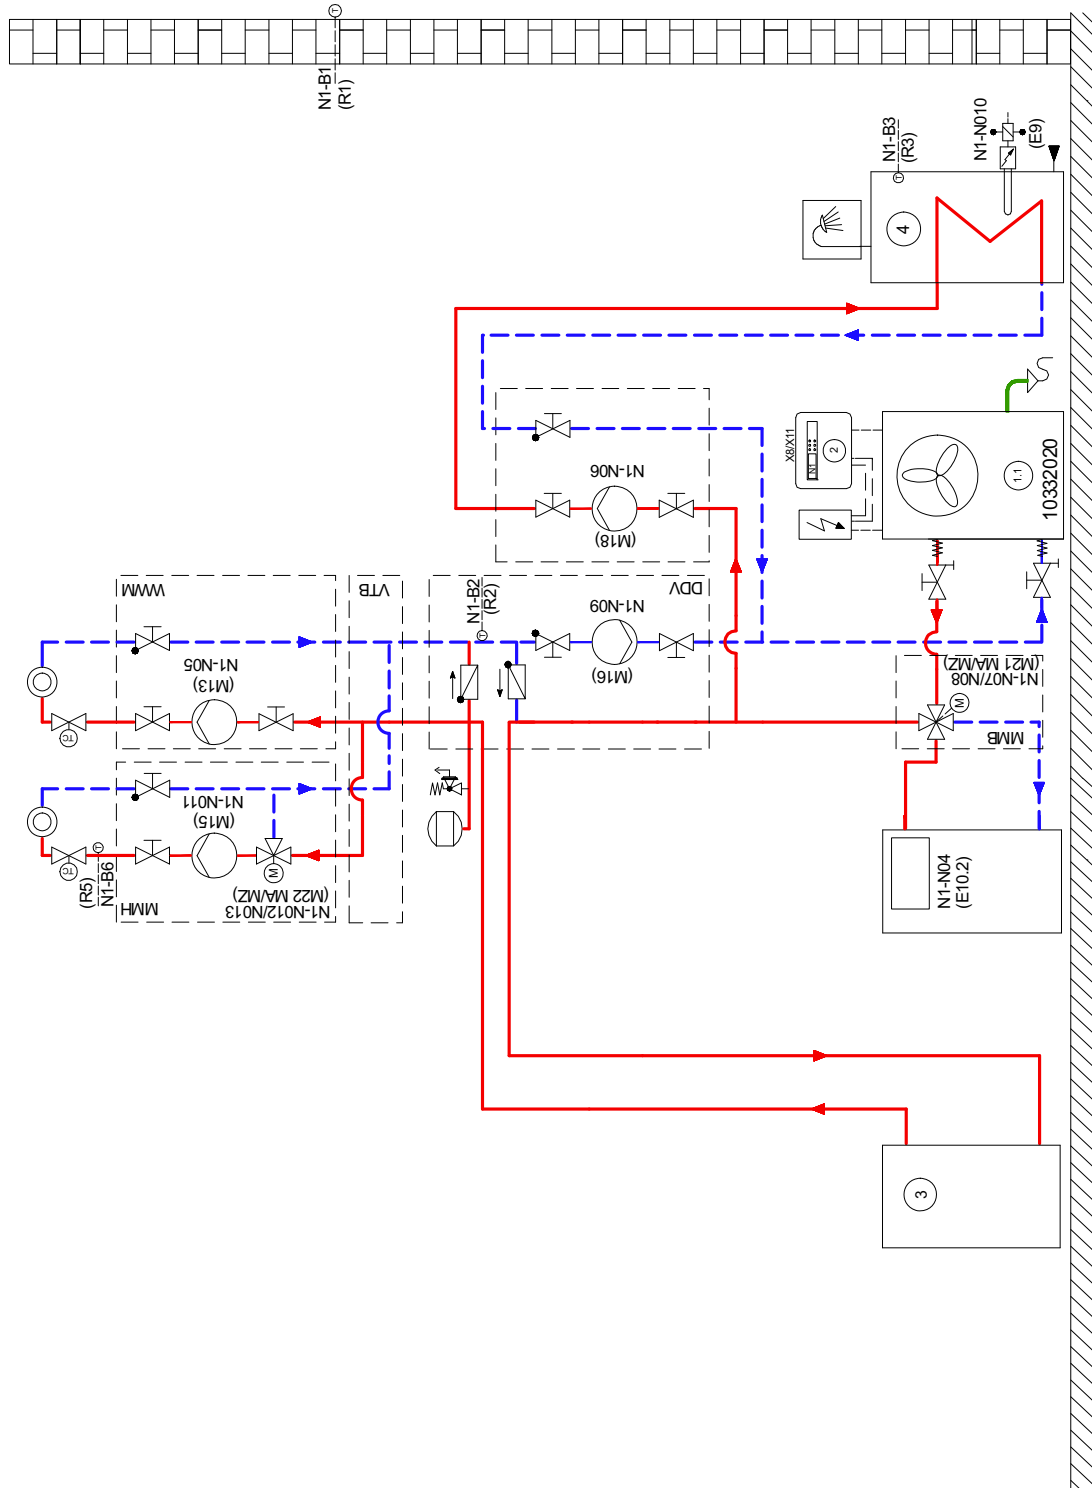 N1-B1
(R1)
N1-B3
(R3)
N1-N010
(E9)
4
X8/X11
N1
2
1.1
10332020
N1-N06
(M18)
WWM
N1-N05
(M13)
VTB
N1-B2
(R2)
DDV
N1-N09
(M16)
N1-N011
(M15)
(R5)
N1-B6
MMH
N1-N012/N013
(M22 MA/MZ)
N1-N07/N08
(M21 MA/MZ)
MMB
N1-N04
(E10.2)
3
T
T
T
T
M
M